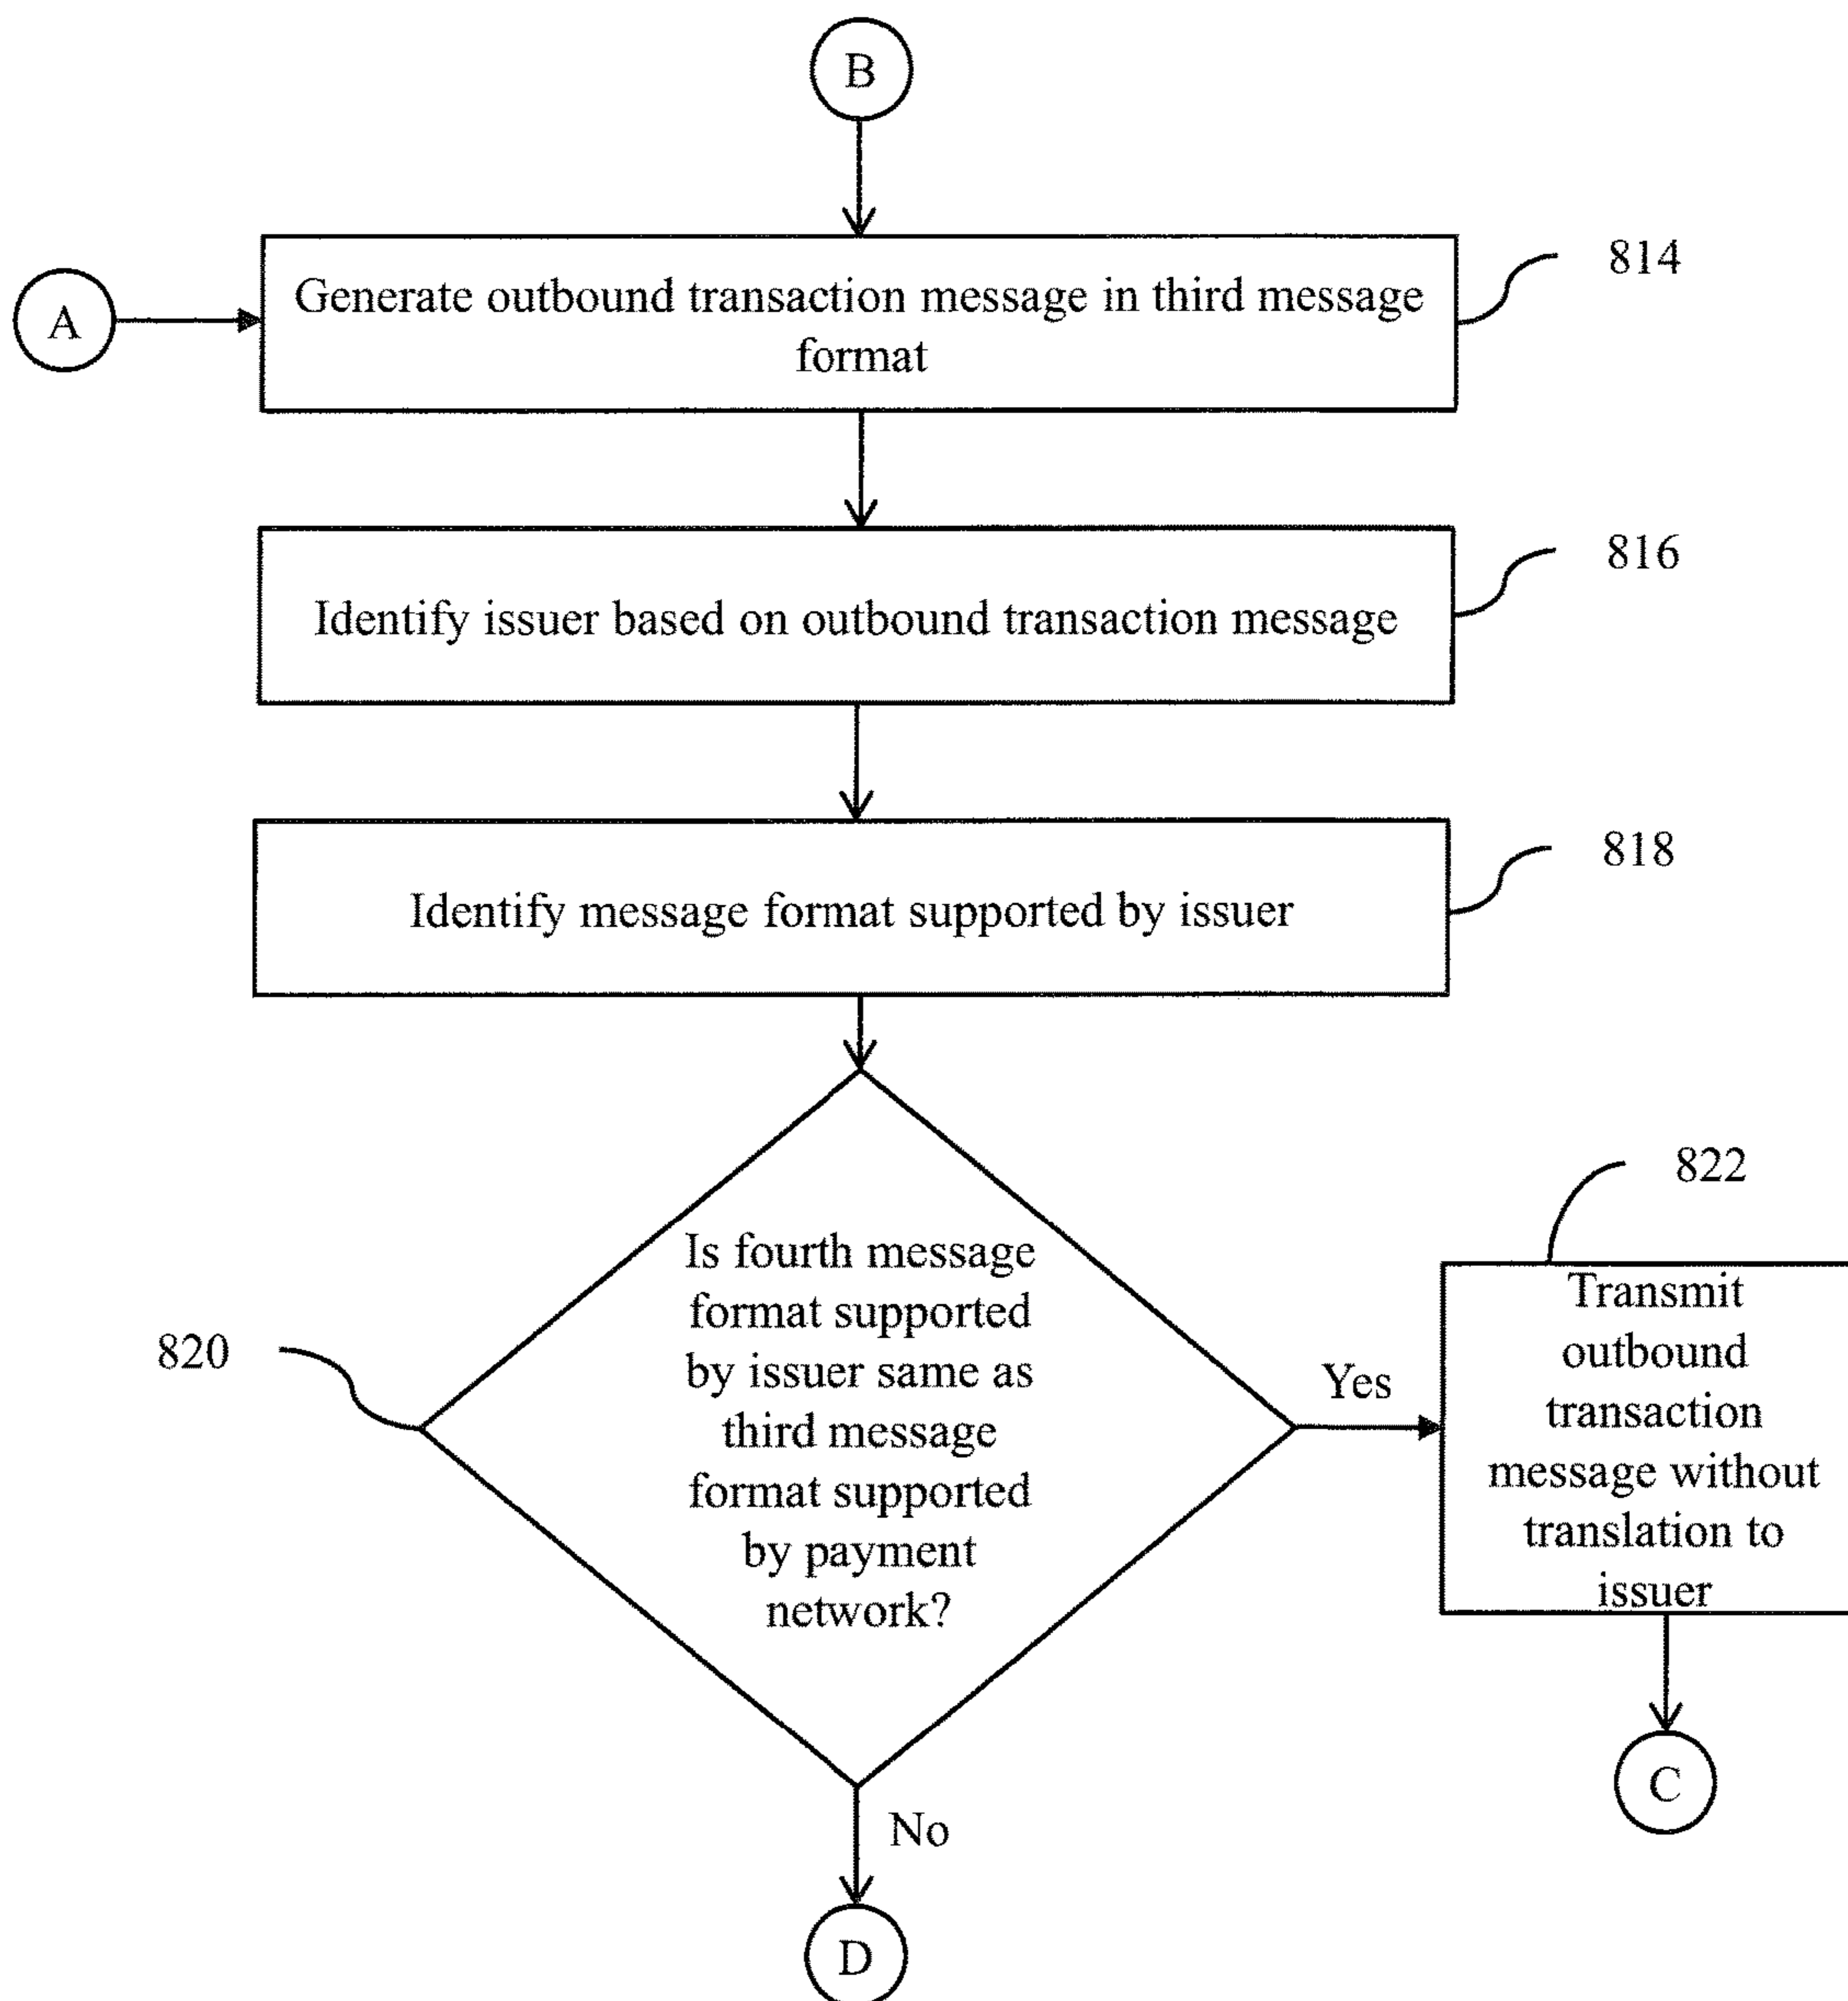 B
814
A
Generate outbound transaction message in third message
format
816
Identify issuer based on outbound transaction message
818
Identify message format supported by issuer
820
Is fourth message
format supported
by issuer same as
third message
format supported
by payment
network?
Yes
822
Transmit
outbound
transaction
message without
translation to
issuer
C
No
D